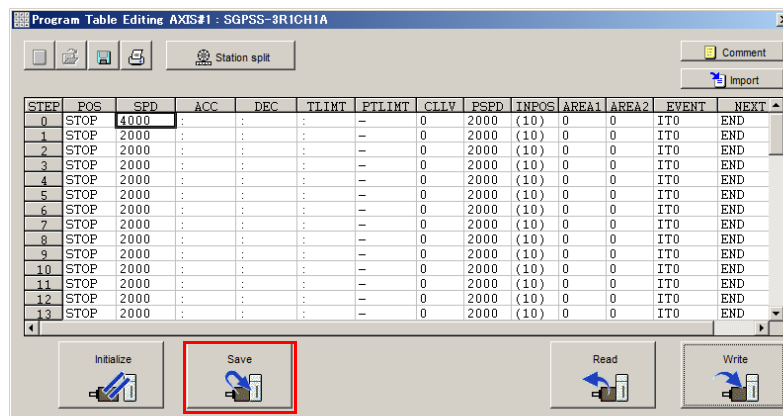 Program Table Editing AXIS#1 : SGPSS-3R1CH1A
Station split
Comment
Import
STEP POS SPD ACC DEC TLIMT PTLIMT CLLV PSPD INPOS AREA1 AREA2 EVENT NEXT
0 STOP 4000 : : : – 0 2000 (10) 0 0 IT0 END
1 STOP 2000 : : : – 0 2000 (10) 0 0 IT0 END
2 STOP 2000 : : : – 0 2000 (10) 0 0 IT0 END
3 STOP 2000 : : : – 0 2000 (10) 0 0 IT0 END
4 STOP 2000 : : : – 0 2000 (10) 0 0 IT0 END
5 STOP 2000 : : : – 0 2000 (10) 0 0 IT0 END
6 STOP 2000 : : : – 0 2000 (10) 0 0 IT0 END
7 STOP 2000 : : : – 0 2000 (10) 0 0 IT0 END
8 STOP 2000 : : : – 0 2000 (10) 0 0 IT0 END
9 STOP 2000 : : : – 0 2000 (10) 0 0 IT0 END
10 STOP 2000 : : : – 0 2000 (10) 0 0 IT0 END
11 STOP 2000 : : : – 0 2000 (10) 0 0 IT0 END
12 STOP 2000 : : : – 0 2000 (10) 0 0 IT0 END
13 STOP 2000 : : : – 0 2000 (10) 0 0 IT0 END
Initialize Save Read Write